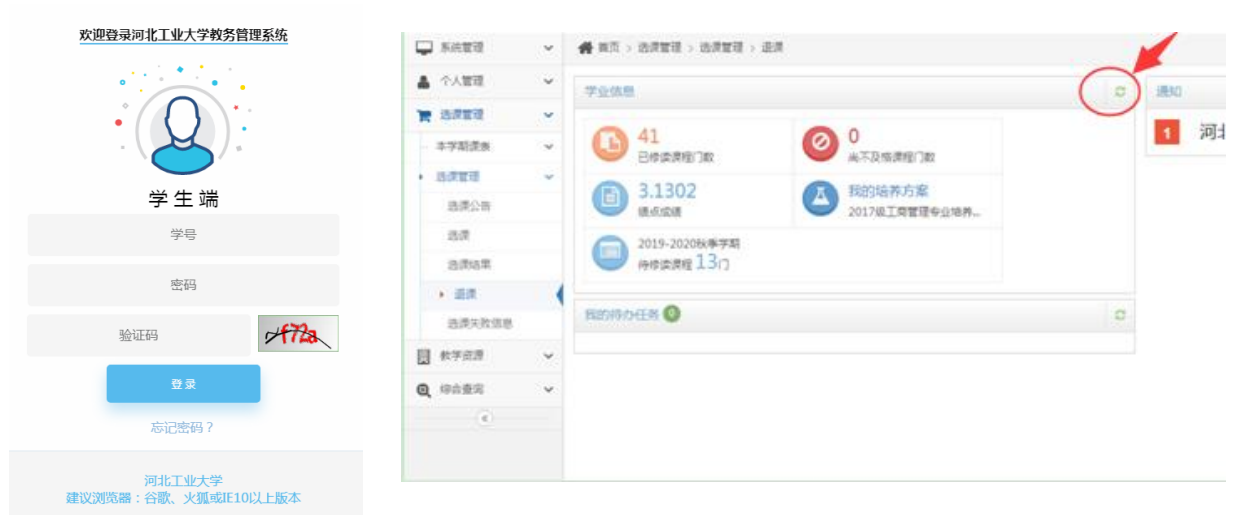 欢迎登录河北工业大学教务管理系统
学生端
学号
密码
验证码
f72a
登录
忘记密码？
河北工业大学
建议浏览器：谷歌、火狐或IE10以上版本
系统管理
个人管理
选课管理
本学期课表
选课管理
选课公告
选课
选课结果
退课
选课失败信息
教学资源
综合查询
首页 > 选课管理 > 选课管理 > 退课
学业信息
41
已修读课程门数
0
尚不及格课程门数
3.1302
绩点成绩
我的培养方案
2017级工商管理专业培养...
2019-2020秋季学期
待修读课程 13门
我的待办任务 0
通知
1 河北